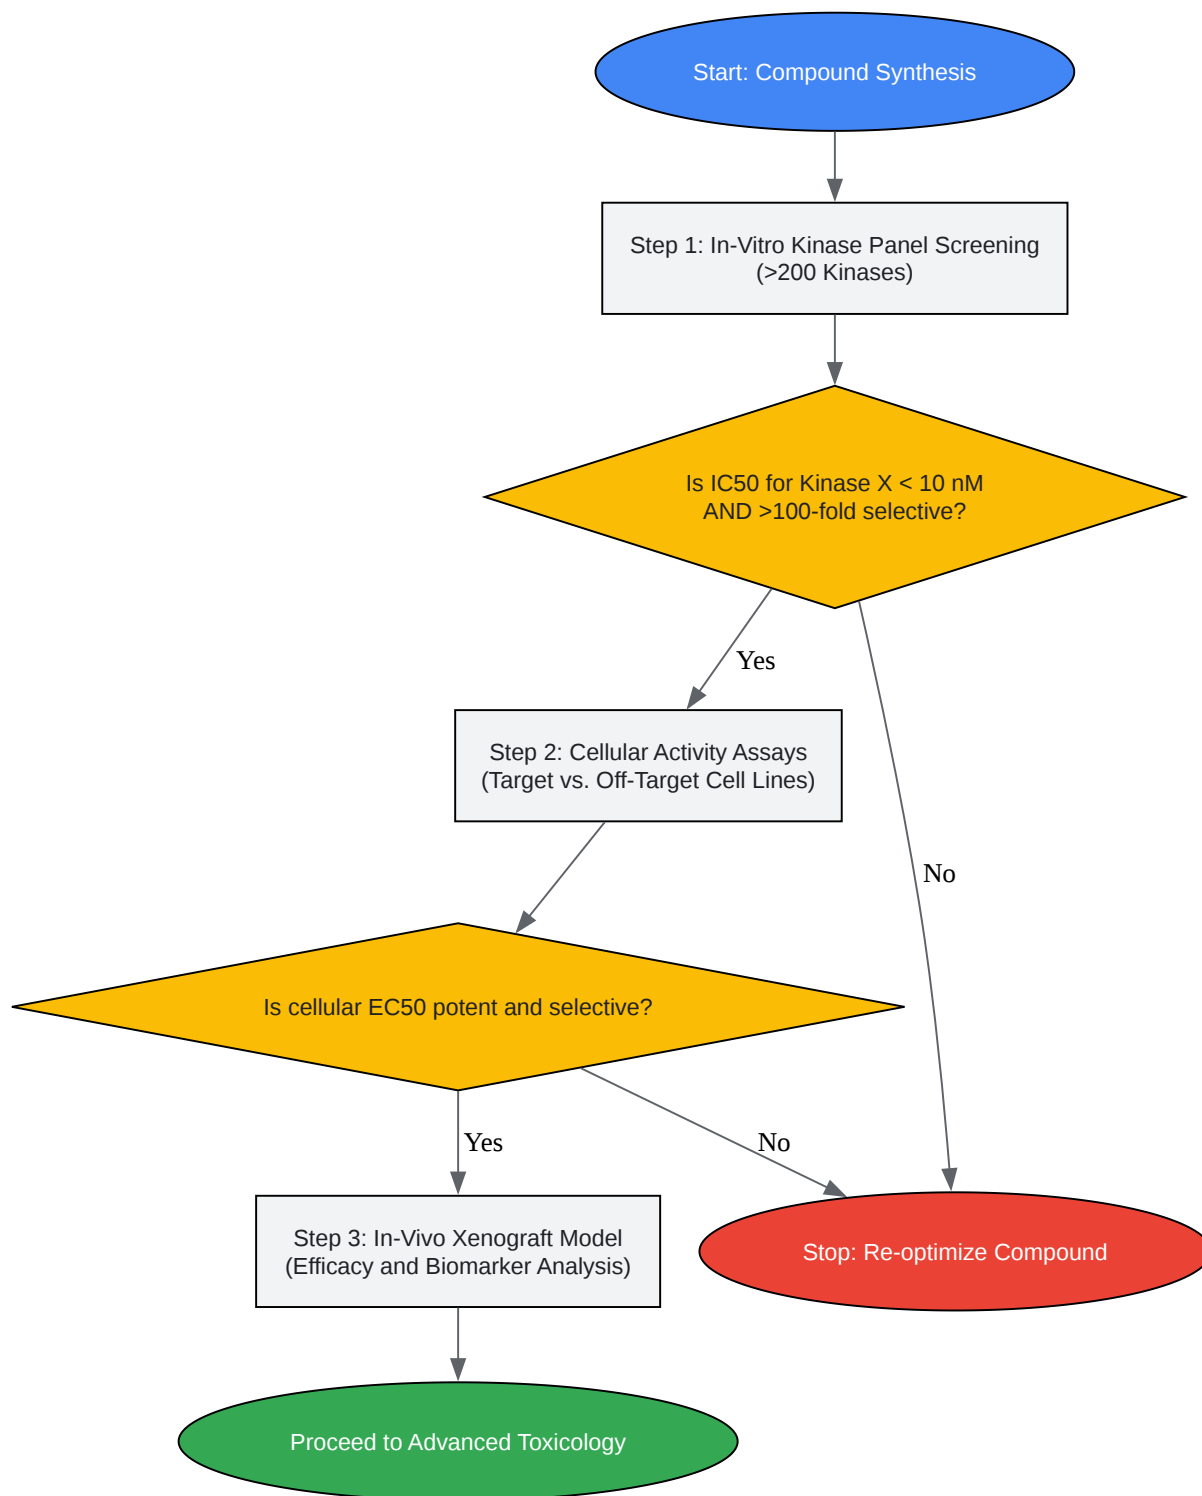 Start: Compound Synthesis
Step 1: In-Vitro Kinase Panel Screening
(>200 Kinases)
Is IC50 for Kinase X < 10 nM
AND >100-fold selective?
Yes
Step 2: Cellular Activity Assays
(Target vs. Off-Target Cell Lines)
No
Is cellular EC50 potent and selective?
Yes
No
Step 3: In-Vivo Xenograft Model
(Efficacy and Biomarker Analysis)
Stop: Re-optimize Compound
Proceed to Advanced Toxicology